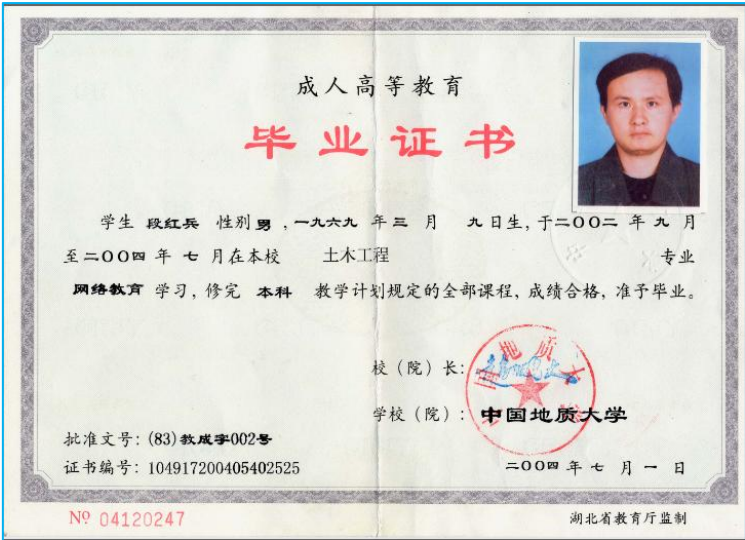 成人高等教育
毕业证书
学生 段红兵 性别 男，一九六九 年 三 月 九 日生，于二〇〇二 年 九 月
至二〇〇四 年 七 月在本校 土木工程 专业
网络教育 学习，修完 本科 教学计划规定的全部课程，成绩合格，准予毕业。
校（院）长：
学校（院）：中国地质大学
批准文号：(83)教成字002号
证书编号：104917200405402525
二〇〇四 年 七 月 一 日
№ 04120247
湖北省教育厅监制